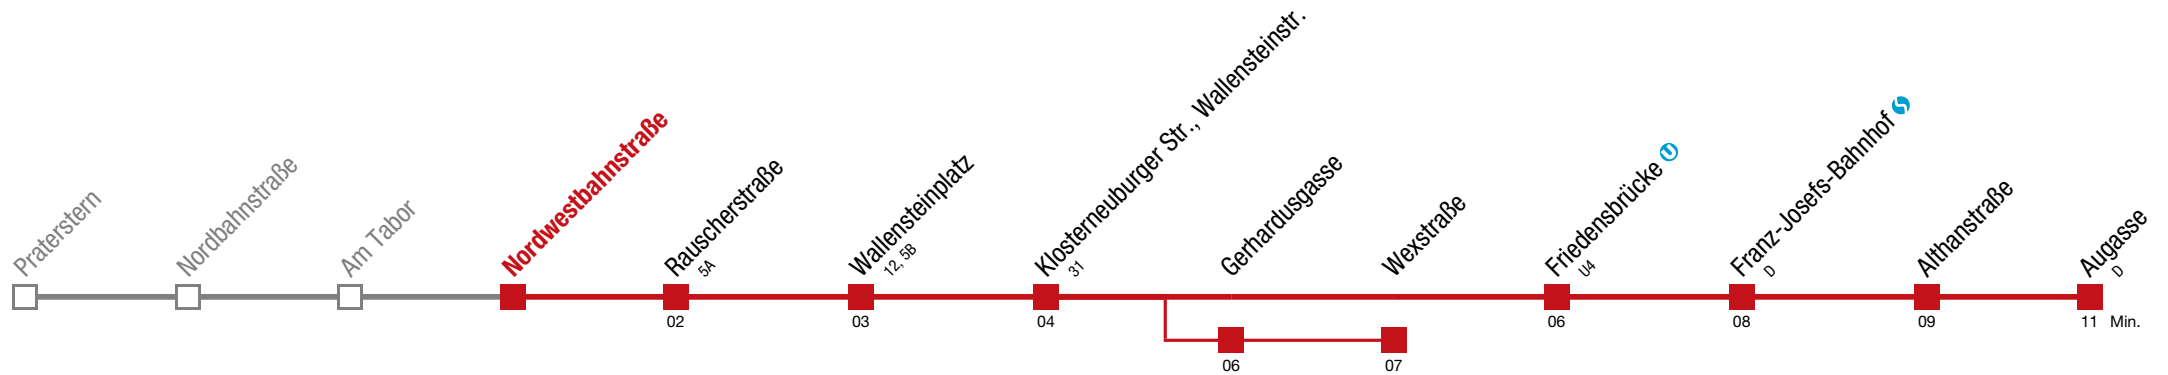 Praterstern
Nordbahnstraße
Am Tabor
Nordwestbahnstraße
Rauscherstraße
5A
Wallensteinplatz
12, 5B
Klosterneuburger Str., Wallensteinstr.
31
Gerhardusgasse
Wexstraße
Friedensbrücke U
U4
Franz-Josefs-Bahnhof S
D
Althanstraße
Augasse
D
02
03
04
06
08
09
11 Min.
06
07